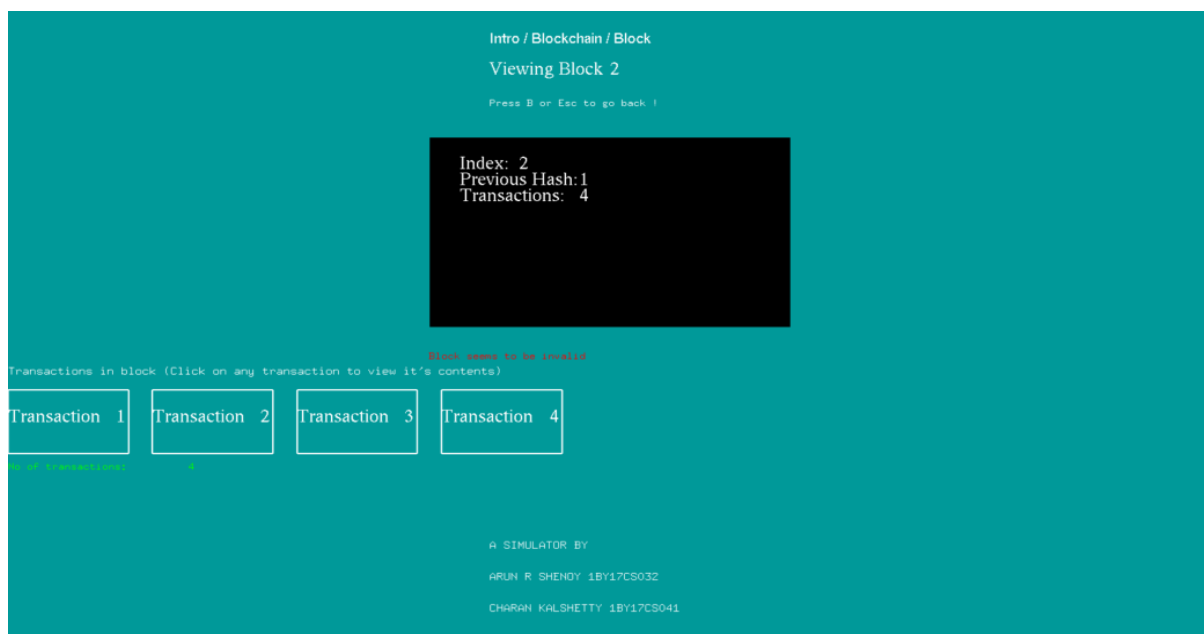 Intro / Blockchain / Block
Viewing Block 2
Press B or Esc to go back !
Index: 2
Previous Hash:1
Transactions: 4
Block seems to be invalid
Transactions in block (Click on any transaction to view it's contents)
Transaction 1 Transaction 2 Transaction 3 Transaction 4
No of transactions: 4
A SIMULATOR BY
ARUN R SHENOY 1BY17CS032
CHARAN KALSHETTY 1BY17CS041